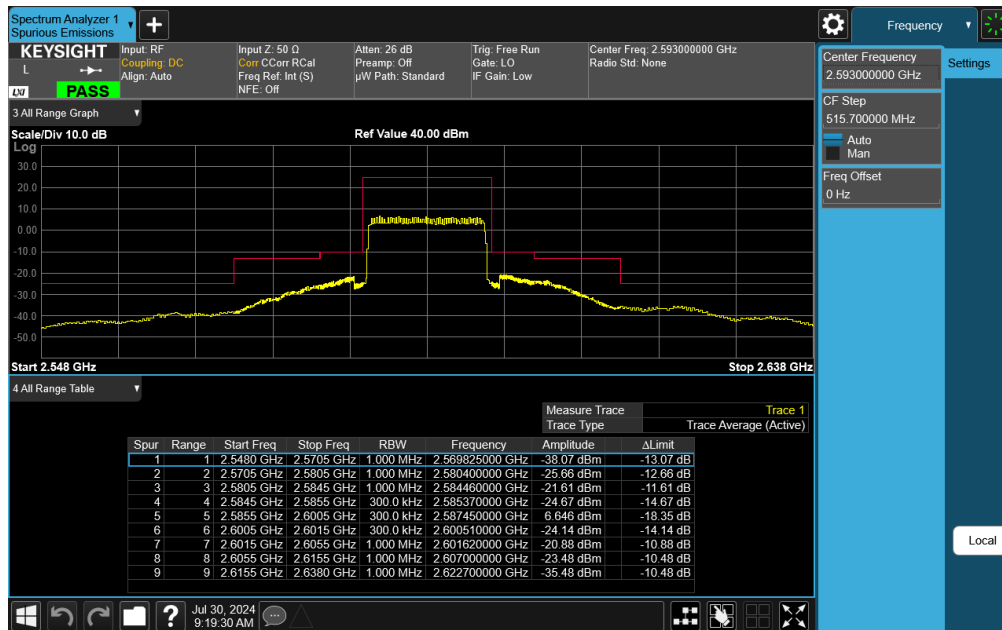 Spectrum Analyzer 1
Spurious Emissions
Frequency
KEYSIGHT
L
LXI
PASS
Input: RF
Coupling: DC
Align: Auto
Input Z: 50 Ω
Corr CCorr RCal
Freq Ref: Int (S)
NFE: Off
Atten: 26 dB
Preamp: Off
µW Path: Standard
Trig: Free Run
Gate: LO
IF Gain: Low
Center Freq: 2.593000000 GHz
Radio Std: None
Center Frequency
2.593000000 GHz
Settings
CF Step
515.700000 MHz
Auto
Man
Freq Offset
0 Hz
3 All Range Graph
Scale/Div 10.0 dB
Ref Value 40.00 dBm
Log
30.0
20.0
10.0
0.00
-10.0
-20.0
-30.0
-40.0
-50.0
Start 2.548 GHz
Stop 2.638 GHz
4 All Range Table
Measure Trace Trace 1
Trace Type Trace Average (Active)
Spur Range Start Freq Stop Freq RBW Frequency Amplitude ΔLimit
1 1 2.5480 GHz 2.5705 GHz 1.000 MHz 2.569825000 GHz -38.07 dBm -13.07 dB
2 2 2.5705 GHz 2.5805 GHz 1.000 MHz 2.580400000 GHz -25.66 dBm -12.66 dB
3 3 2.5805 GHz 2.5845 GHz 1.000 MHz 2.584460000 GHz -21.61 dBm -11.61 dB
4 4 2.5845 GHz 2.5855 GHz 300.0 kHz 2.585370000 GHz -24.67 dBm -14.67 dB
5 5 2.5855 GHz 2.6005 GHz 300.0 kHz 2.587450000 GHz 6.646 dBm -18.35 dB
6 6 2.6005 GHz 2.6015 GHz 300.0 kHz 2.600510000 GHz -24.14 dBm -14.14 dB
7 7 2.6015 GHz 2.6055 GHz 1.000 MHz 2.601620000 GHz -20.88 dBm -10.88 dB
8 8 2.6055 GHz 2.6155 GHz 1.000 MHz 2.607000000 GHz -23.48 dBm -10.48 dB
9 9 2.6155 GHz 2.6380 GHz 1.000 MHz 2.622700000 GHz -35.48 dBm -10.48 dB
Local
?
Jul 30, 2024
9:19:30 AM